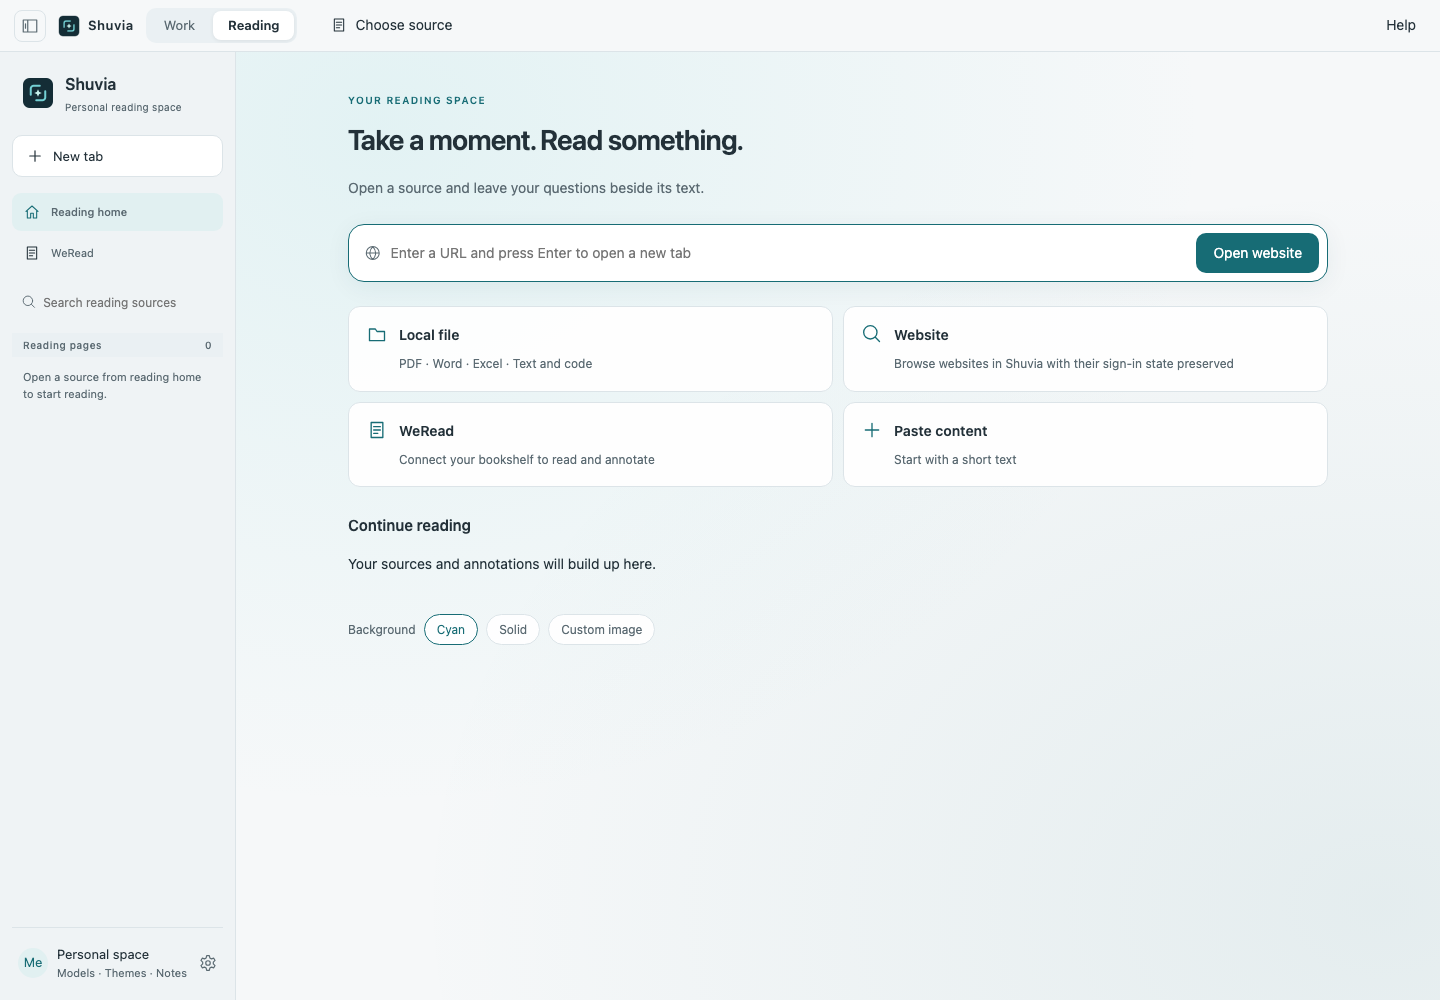 Shuvia
Work
Reading
Choose source
Help
Shuvia
Personal reading space
New tab
Reading home
WeRead
Search reading sources
Reading pages
0
Open a source from reading home
to start reading.
Me
Personal space
Models · Themes · Notes
YOUR READING SPACE
Take a moment. Read something.
Open a source and leave your questions beside its text.
Enter a URL and press Enter to open a new tab
Open website
Local file
PDF · Word · Excel · Text and code
Website
Browse websites in Shuvia with their sign-in state preserved
WeRead
Connect your bookshelf to read and annotate
Paste content
Start with a short text
Continue reading
Your sources and annotations will build up here.
Background
Cyan
Solid
Custom image